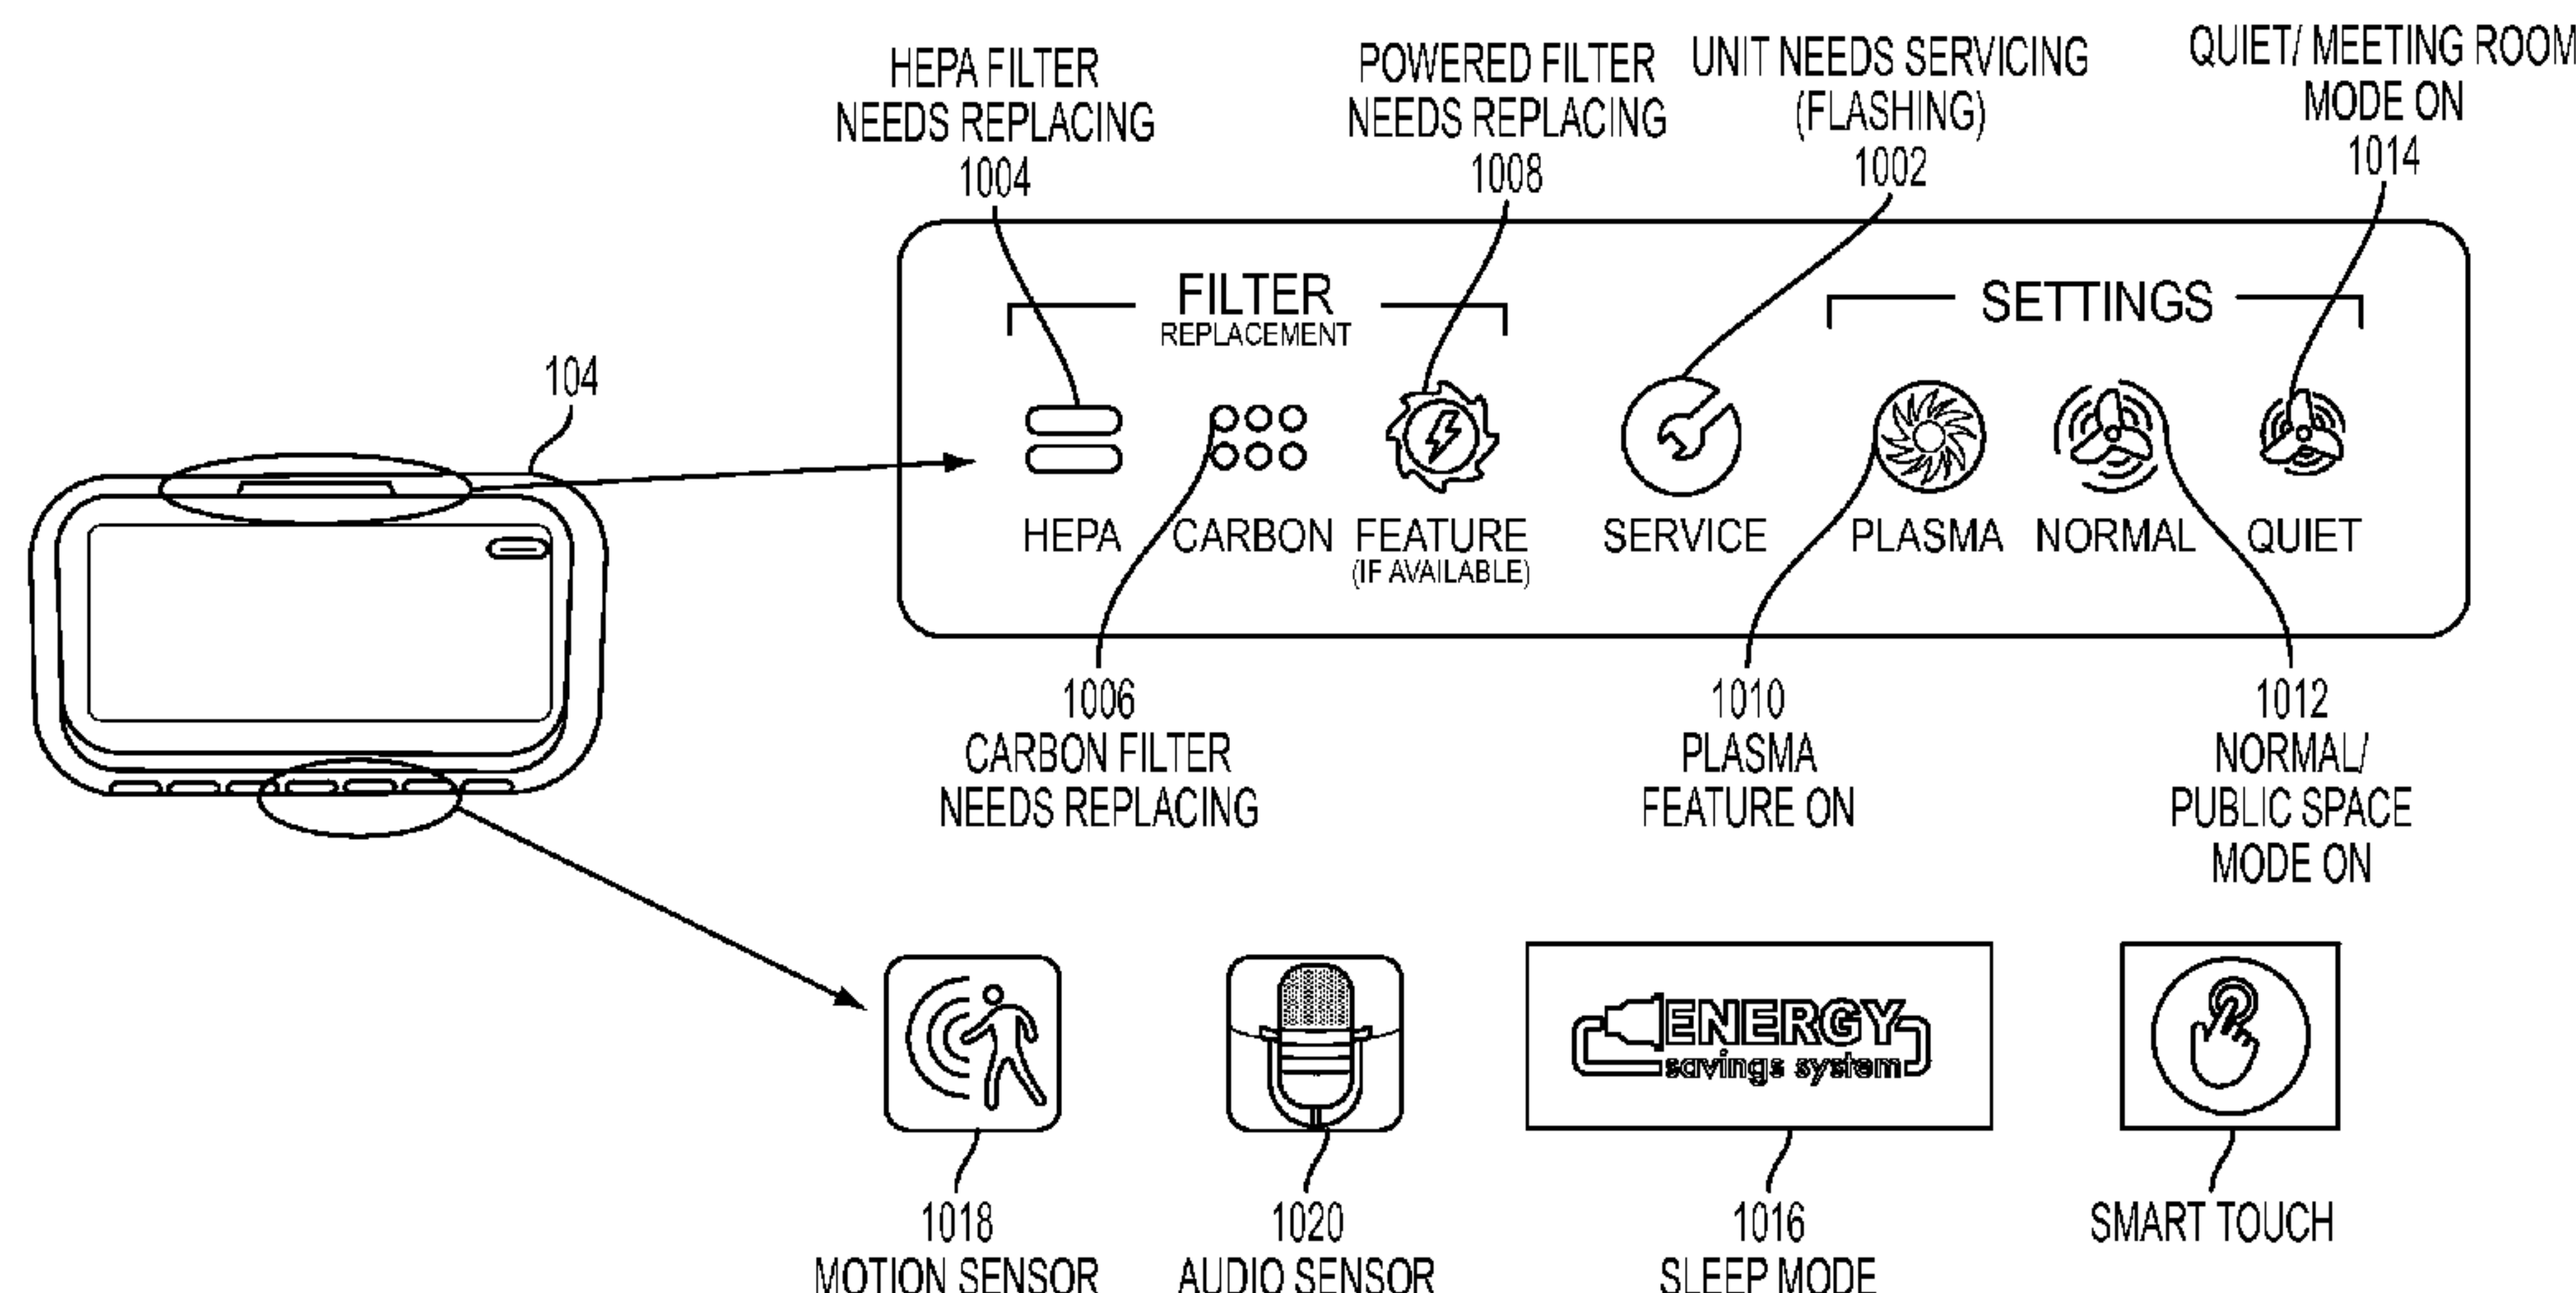 HEPA FILTER
NEEDS REPLACING
1004
POWERED FILTER
NEEDS REPLACING
1008
UNIT NEEDS SERVICING
(FLASHING)
1002
QUIET/ MEETING ROOM
MODE ON
1014
104
FILTER
REPLACEMENT
SETTINGS
HEPA
CARBON
FEATURE
(IF AVAILABLE)
SERVICE
PLASMA
NORMAL
QUIET
1006
CARBON FILTER
NEEDS REPLACING
1010
PLASMA
FEATURE ON
1012
NORMAL/
PUBLIC SPACE
MODE ON
ENERGY
savings system
1018
MOTION SENSOR
1020
AUDIO SENSOR
1016
SLEEP MODE
SMART TOUCH